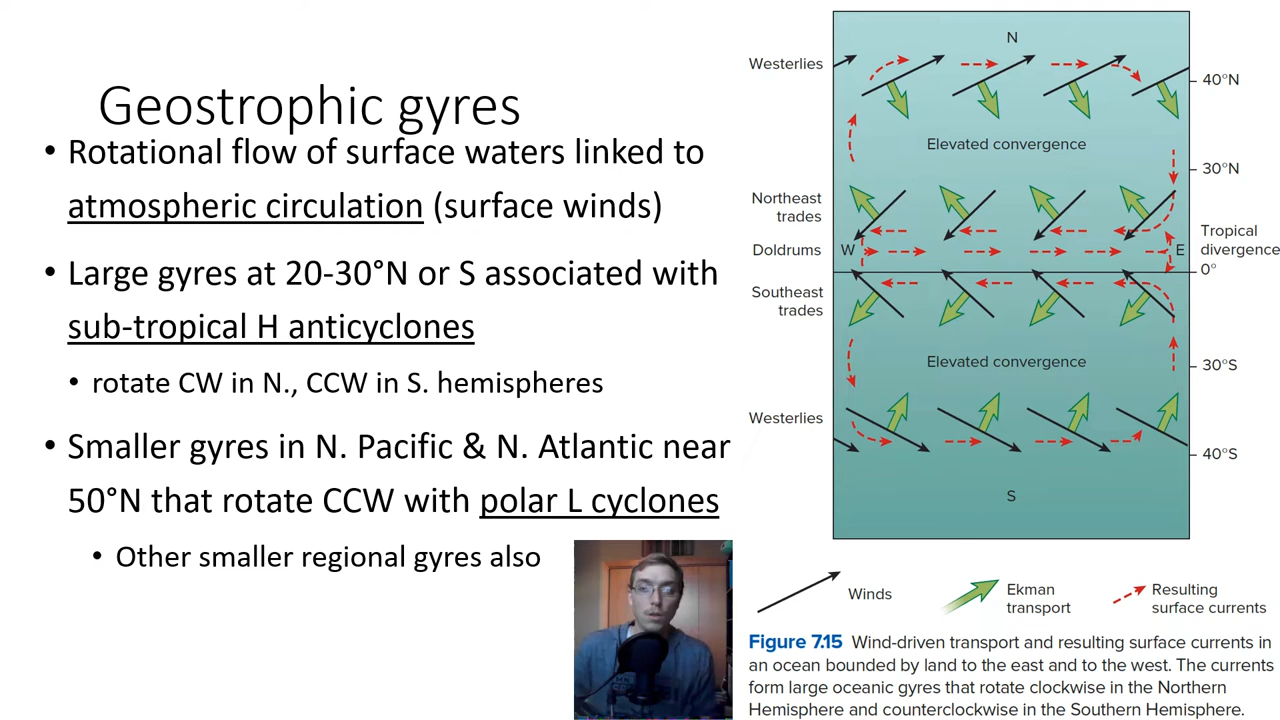 Geostrophic gyres
• Rotational flow of surface waters linked to
atmospheric circulation (surface winds)
• Large gyres at 20-30°N or S associated with
sub-tropical H anticyclones
• rotate CW in N., CCW in S. hemispheres
• Smaller gyres in N. Pacific & N. Atlantic near
50°N that rotate CCW with polar L cyclones
• Other smaller regional gyres also
N
Westerlies
40°N
Elevated convergence
30°N
Northeast
trades
Doldrums
W
E
Tropical
divergence
0°
Southeast
trades
Elevated convergence
30°S
Westerlies
40°S
S
Winds
Ekman
transport
Resulting
surface currents
Figure 7.15 Wind-driven transport and resulting surface currents in
an ocean bounded by land to the east and to the west. The currents
form large oceanic gyres that rotate clockwise in the Northern
Hemisphere and counterclockwise in the Southern Hemisphere.